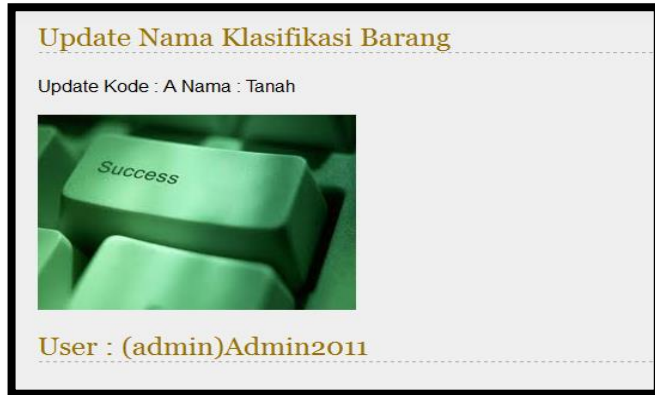 Update Nama Klasifikasi Barang
Update Kode : A Nama : Tanah
Success
User : (admin)Admin2011